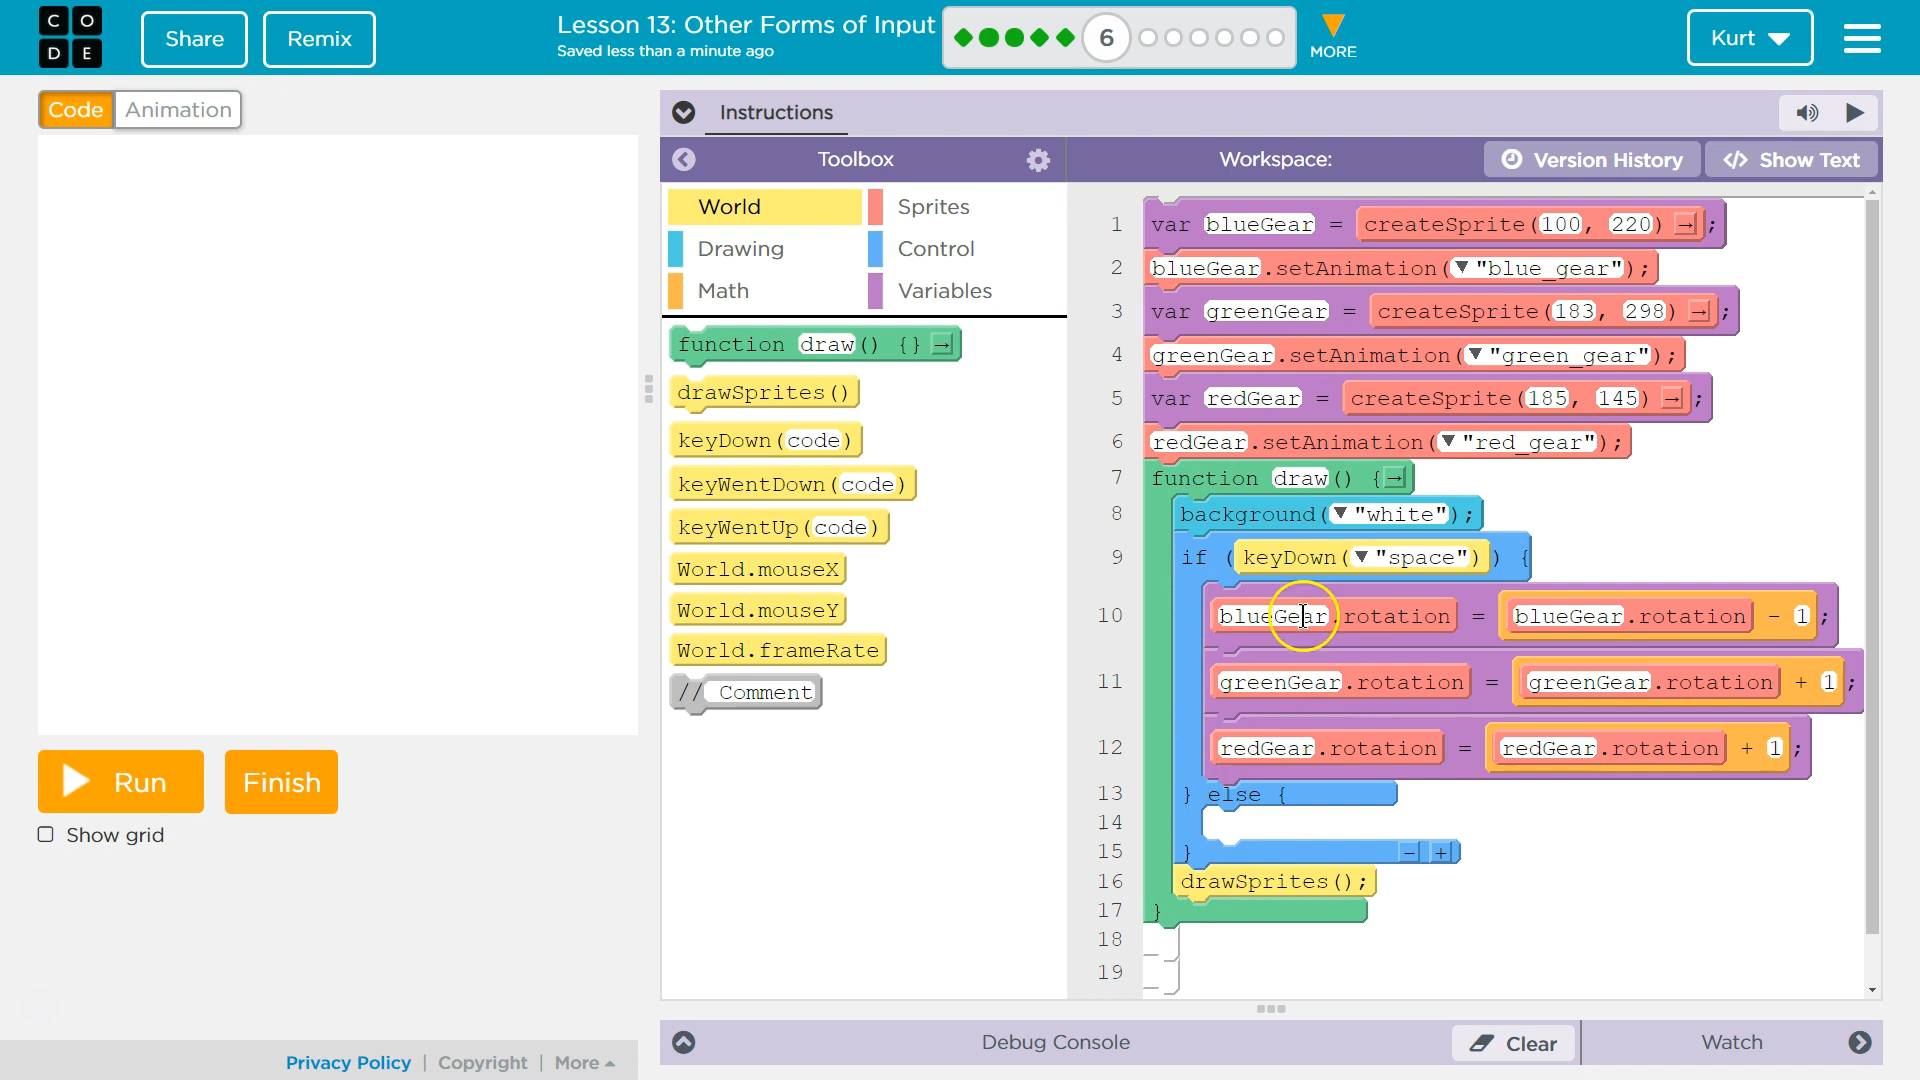 C O
D E
Share
Remix
Lesson 13: Other Forms of Input
Saved less than a minute ago
6
MORE
Kurt
Code
Animation
Instructions
Toolbox
Workspace:
Version History
</> Show Text
World
Sprites
Drawing
Control
Math
Variables
function draw() {} →
drawSprites()
keyDown(code)
keyWentDown(code)
keyWentUp(code)
World.mouseX
World.mouseY
World.frameRate
// Comment
1 var blueGear = createSprite(100, 220) → ;
2 blueGear.setAnimation(▼ "blue_gear");
3 var greenGear = createSprite(183, 298) → ;
4 greenGear.setAnimation(▼ "green_gear");
5 var redGear = createSprite(185, 145) → ;
6 redGear.setAnimation(▼ "red_gear");
7 function draw() { →
8 background(▼ "white");
9 if (keyDown(▼ "space")) {
10 blueGear.rotation = blueGear.rotation - 1;
11 greenGear.rotation = greenGear.rotation + 1;
12 redGear.rotation = redGear.rotation + 1;
13 } else {
14
15 } - +
16 drawSprites();
17 }
18
19
Run
Finish
Show grid
Debug Console
Clear
Watch
Privacy Policy | Copyright | More